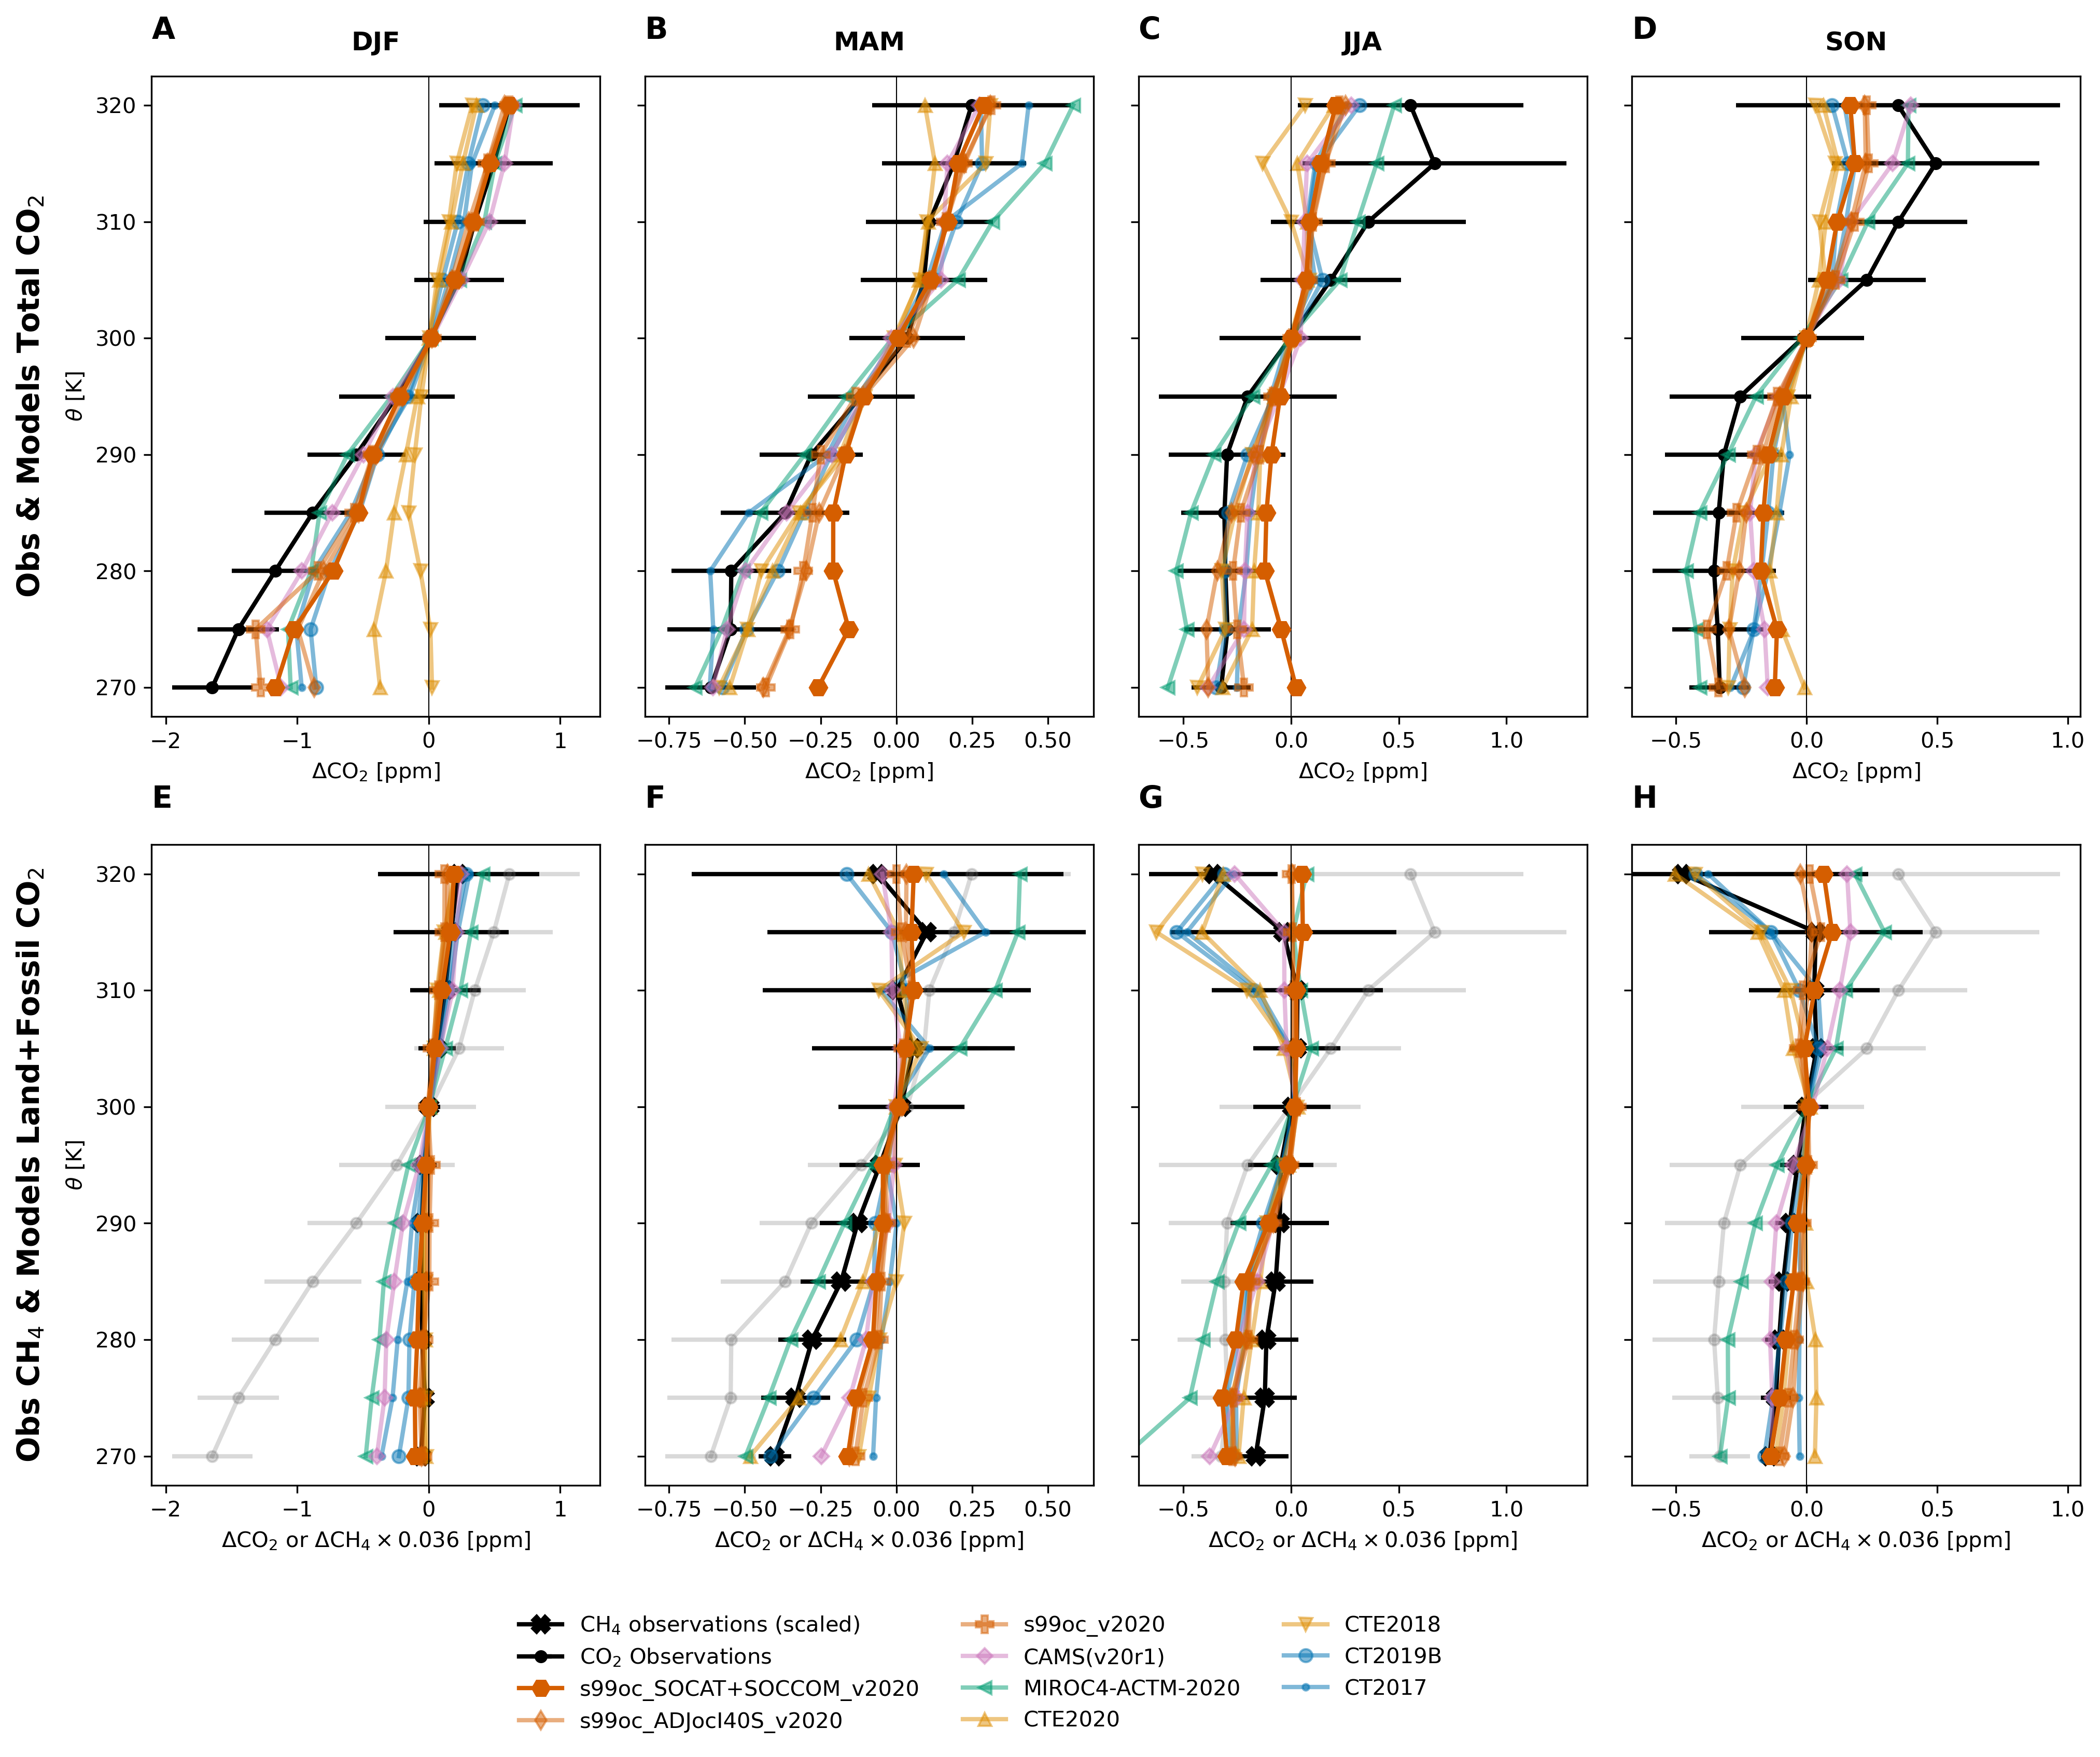 A
B
C
D
DJF
MAM
JJA
SON
Obs & Models Total CO₂
θ [K]
320
310
300
290
280
270
−2 −1 0 1
−0.75 −0.50 −0.25 0.00 0.25 0.50
−0.5 0.0 0.5 1.0
−0.5 0.0 0.5 1.0
ΔCO₂ [ppm]
ΔCO₂ [ppm]
ΔCO₂ [ppm]
ΔCO₂ [ppm]
E
F
G
H
Obs CH₄ & Models Land+Fossil CO₂
θ [K]
320
310
300
290
280
270
−2 −1 0 1
−0.75 −0.50 −0.25 0.00 0.25 0.50
−0.5 0.0 0.5 1.0
−0.5 0.0 0.5 1.0
ΔCO₂ or ΔCH₄ × 0.036 [ppm]
ΔCO₂ or ΔCH₄ × 0.036 [ppm]
ΔCO₂ or ΔCH₄ × 0.036 [ppm]
ΔCO₂ or ΔCH₄ × 0.036 [ppm]
CH₄ observations (scaled)
CO₂ Observations
s99oc_SOCAT+SOCCOM_v2020
s99oc_ADJocI40S_v2020
s99oc_v2020
CAMS(v20r1)
MIROC4-ACTM-2020
CTE2020
CTE2018
CT2019B
CT2017